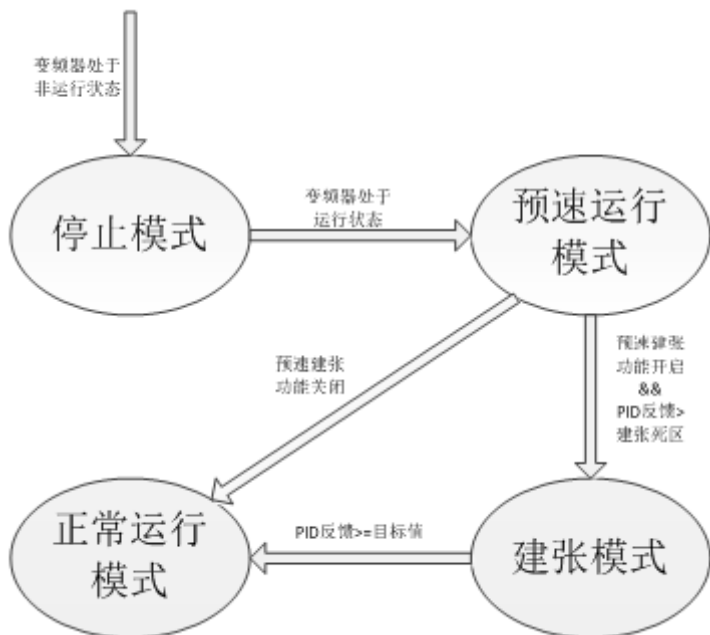 变频器处于
非运行状态
停止模式
变频器处于
运行状态
预速运行
模式
预速建张
功能关闭
预速建张
功能开启
&&
PID反馈>
建张死区
正常运行
模式
PID反馈>=目标值
建张模式